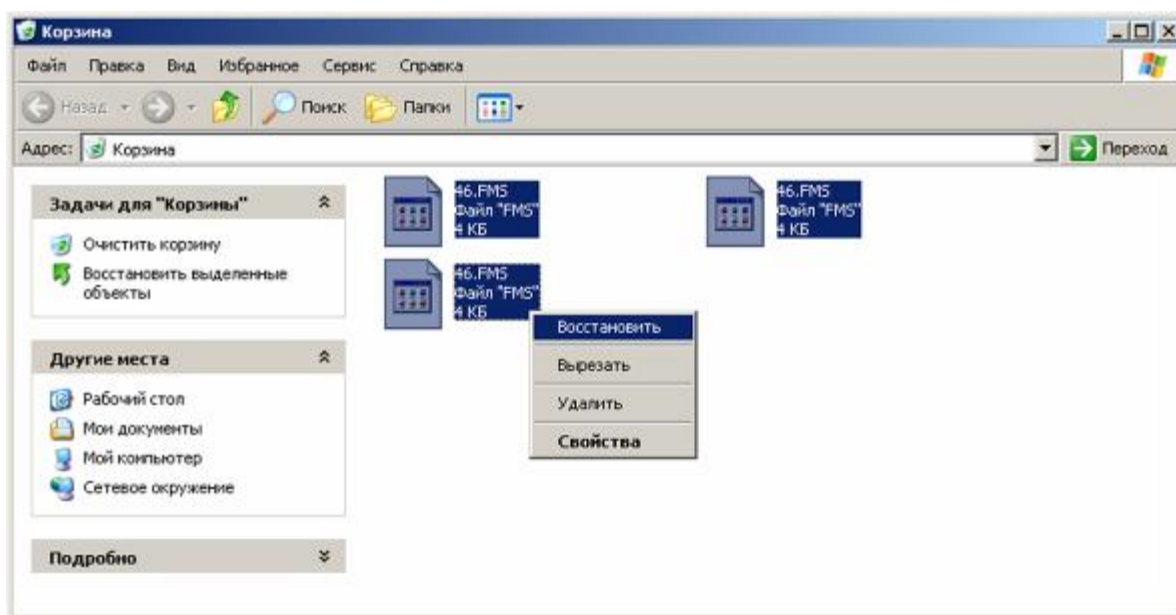 Корзина
Файл Правка Вид Избранное Сервис Справка
Назад Поиск Папки
Адрес: Корзина Переход
Задачи для "Корзины"
Очистить корзину
Восстановить выделенные
объекты
Другие места
Рабочий стол
Мои документы
Мой компьютер
Сетевое окружение
Подробно
46.FMS
Файл "FMS"
4 КБ
46.FMS
Файл "FMS"
4 КБ
46.FMS
Файл "FMS"
4 КБ
Восстановить
Вырезать
Удалить
Свойства